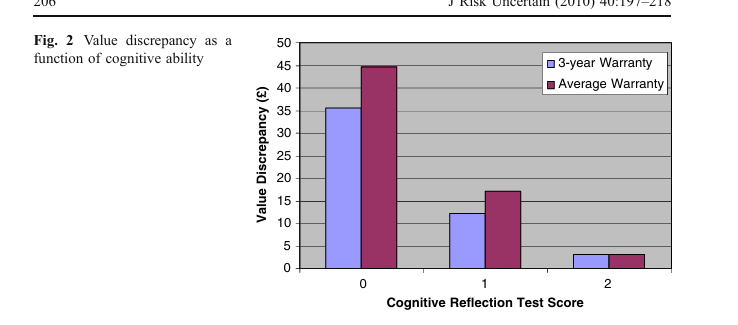 206
J Risk Uncertain (2010) 40:197–218
Fig. 2 Value discrepancy as a
function of cognitive ability
50
45
40
35
30
25
20
15
10
5
0
Value Discrepancy (£)
3-year Warranty
Average Warranty
0 1 2
Cognitive Reflection Test Score